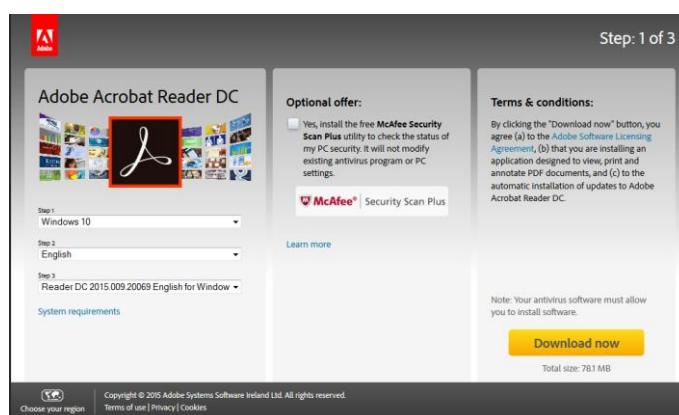 Adobe
Step: 1 of 3
Adobe Acrobat Reader DC
Step 1
Windows 10
Step 2
English
Step 3
Reader DC 2015.009.20069 English for Window
System requirements
Optional offer:
Yes, install the free McAfee Security
Scan Plus utility to check the status of
my PC security. It will not modify
existing antivirus program or PC
settings.
McAfee® Security Scan Plus
Learn more
Terms & conditions:
By clicking the "Download now" button, you
agree (a) to the Adobe Software Licensing
Agreement, (b) that you are installing an
application designed to view, print and
annotate PDF documents, and (c) to the
automatic installation of updates to Adobe
Acrobat Reader DC.
Note: Your antivirus software must allow
you to install software.
Download now
Total size: 78.1 MB
Choose your region
Copyright © 2015 Adobe Systems Software Ireland Ltd. All rights reserved.
Terms of use | Privacy | Cookies